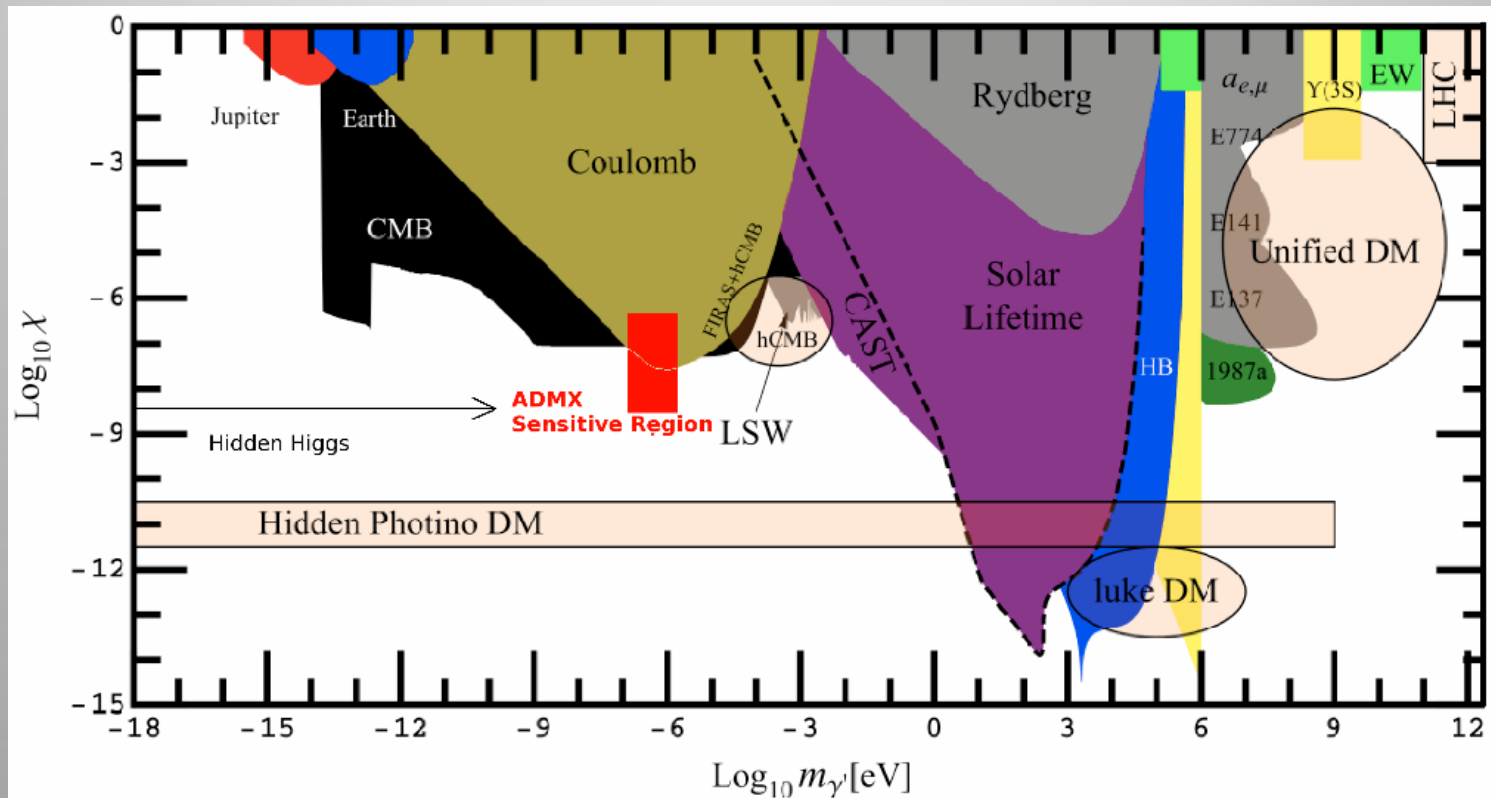 0
-3
-6
-9
-12
-15
Log₁₀ χ
Jupiter
Earth
CMB
Coulomb
FIRAS+hCMB
hCMB
LSW
CAST
Rydberg
Solar
Lifetime
HB
a_{e,μ}
E774
E141
E137
1987a
Υ(3S)
EW
LHC
Unified DM
ADMX
Sensitive Region
Hidden Higgs
Hidden Photino DM
luke DM
-18 -15 -12 -9 -6 -3 0 3 6 9 12
Log₁₀ m_{γ'}[eV]